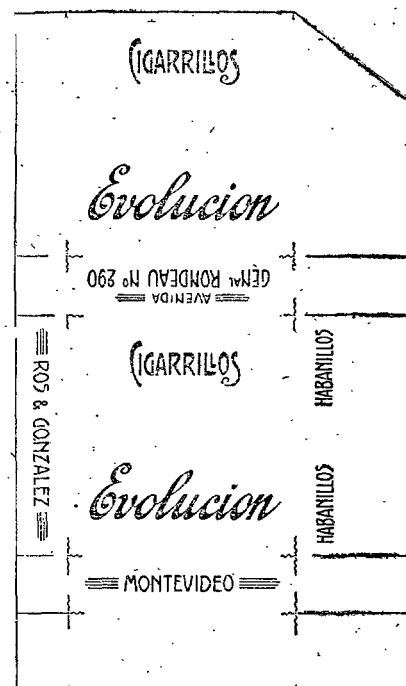 CIGARRILLOS
Evolucion
AVENIDA
GENAL RONDEAU Nº 290
CIGARRILLOS
ROS & GONZALEZ
HABANILLOS
HABANILLOS
Evolucion
MONTEVIDEO